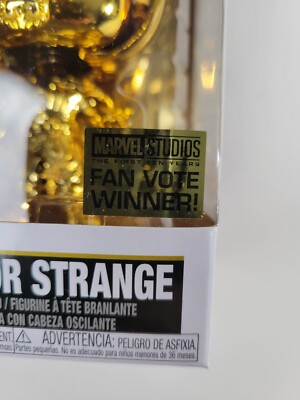 MARVEL STUDIOS
THE FIRST TEN YEARS
FAN VOTE
WINNER!
OR STRANGE
/ FIGURINE À TÊTE BRANLANTE
A CON CABEZA OSCILANTE
ENT. ⚠ ADVERTENCIA: PELIGRO DE ASFIXIA.
Partes pequeñas. No es adecuado para niños menores de 36 meses.